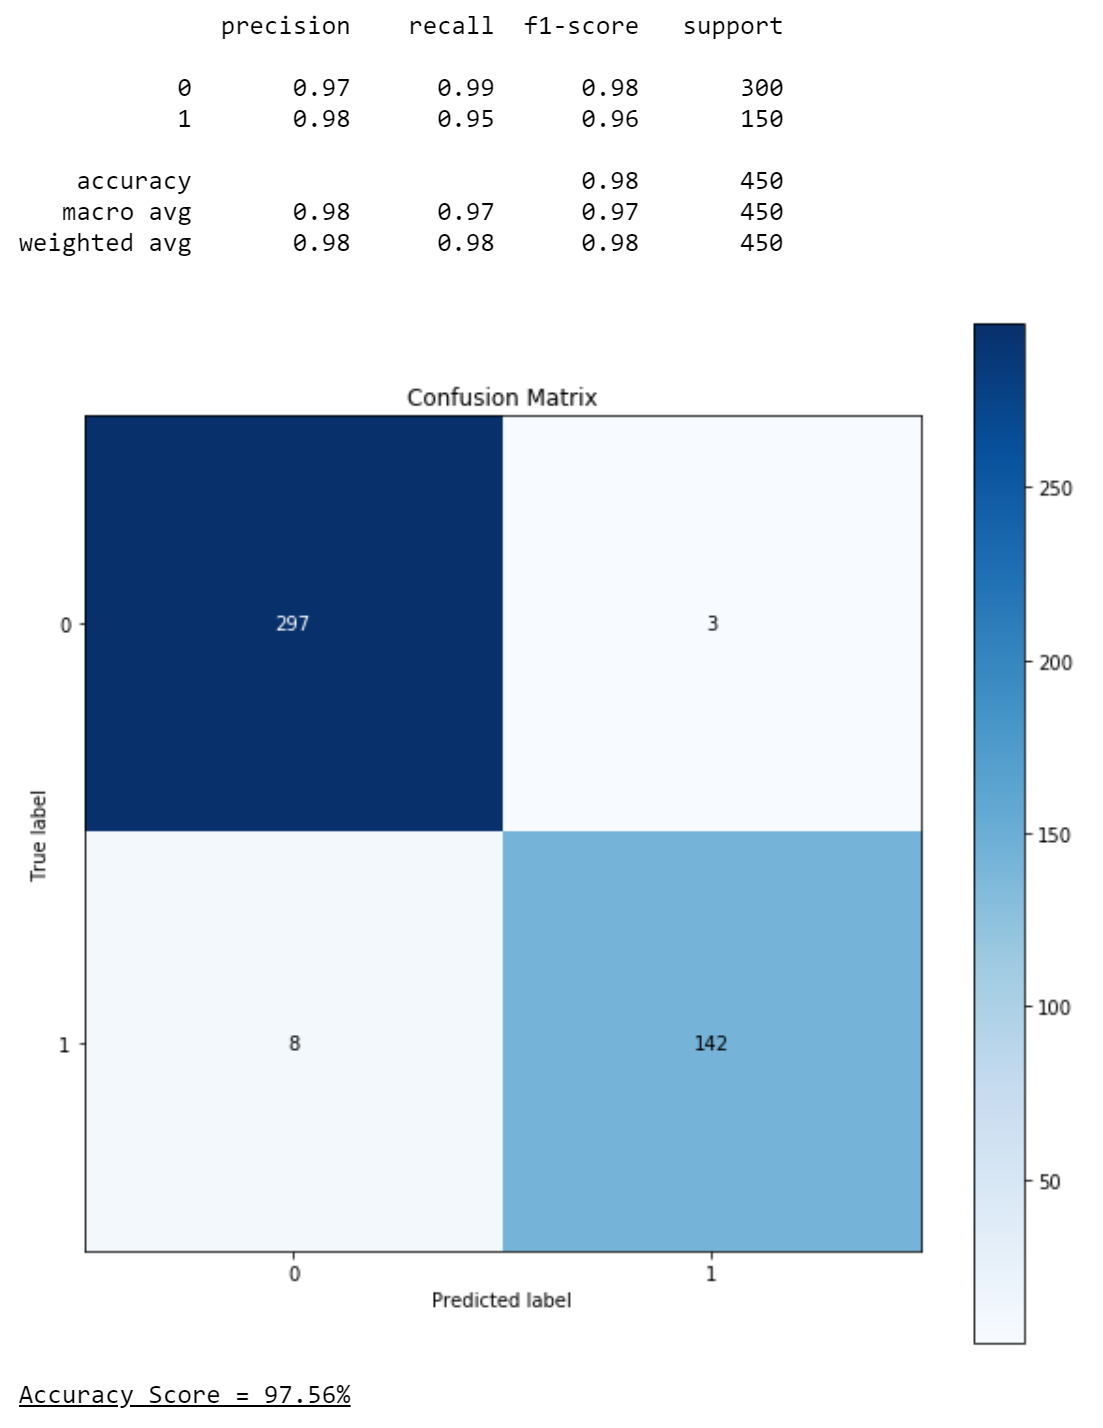 precision recall f1-score support
0 0.97 0.99 0.98 300
1 0.98 0.95 0.96 150
accuracy 0.98 450
macro avg 0.98 0.97 0.97 450
weighted avg 0.98 0.98 0.98 450
Confusion Matrix
250
200
150
100
50
True label
0
297
3
1
8
142
0
1
Predicted label
Accuracy Score = 97.56%